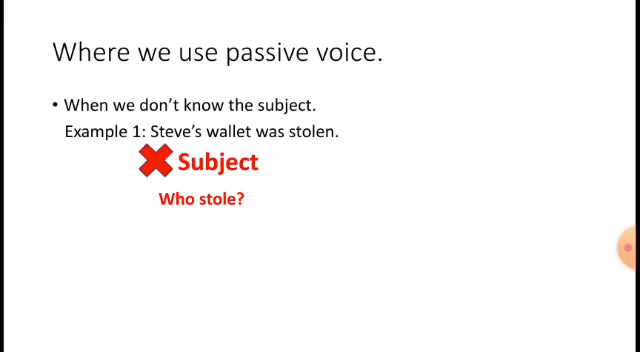 Where we use passive voice.
• When we don’t know the subject.
Example 1: Steve’s wallet was stolen.
Subject
Who stole?